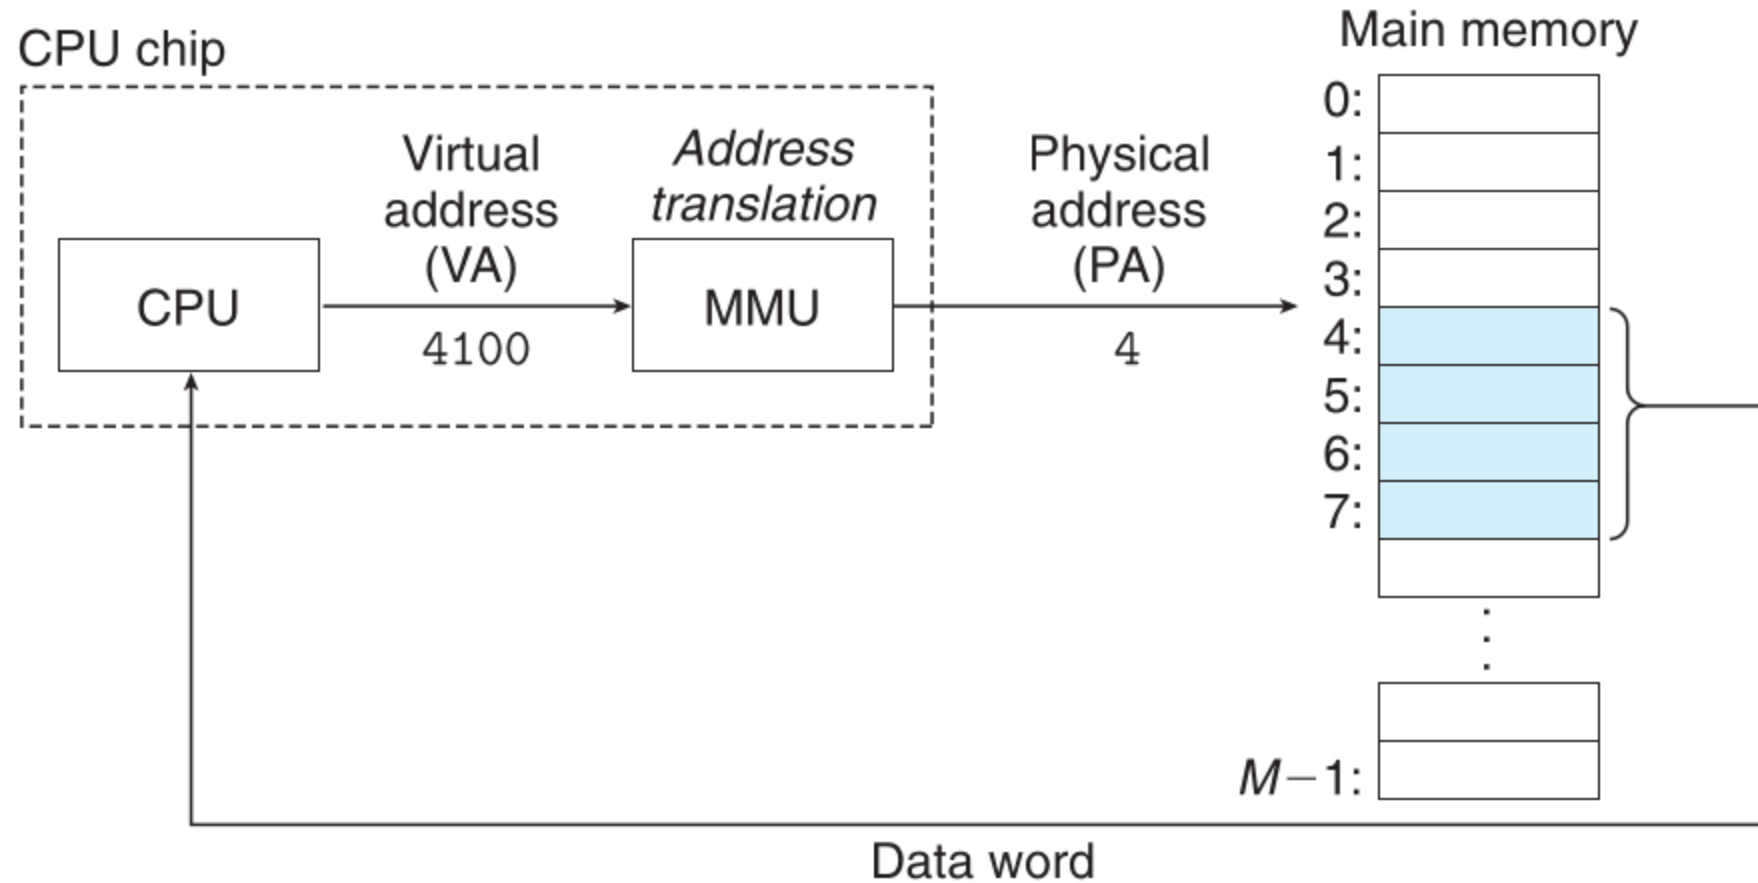 CPU chip
Main memory
Virtual
address
(VA)
Address
translation
Physical
address
(PA)
CPU
4100
MMU
4
0:
1:
2:
3:
4:
5:
6:
7:
M−1:
Data word